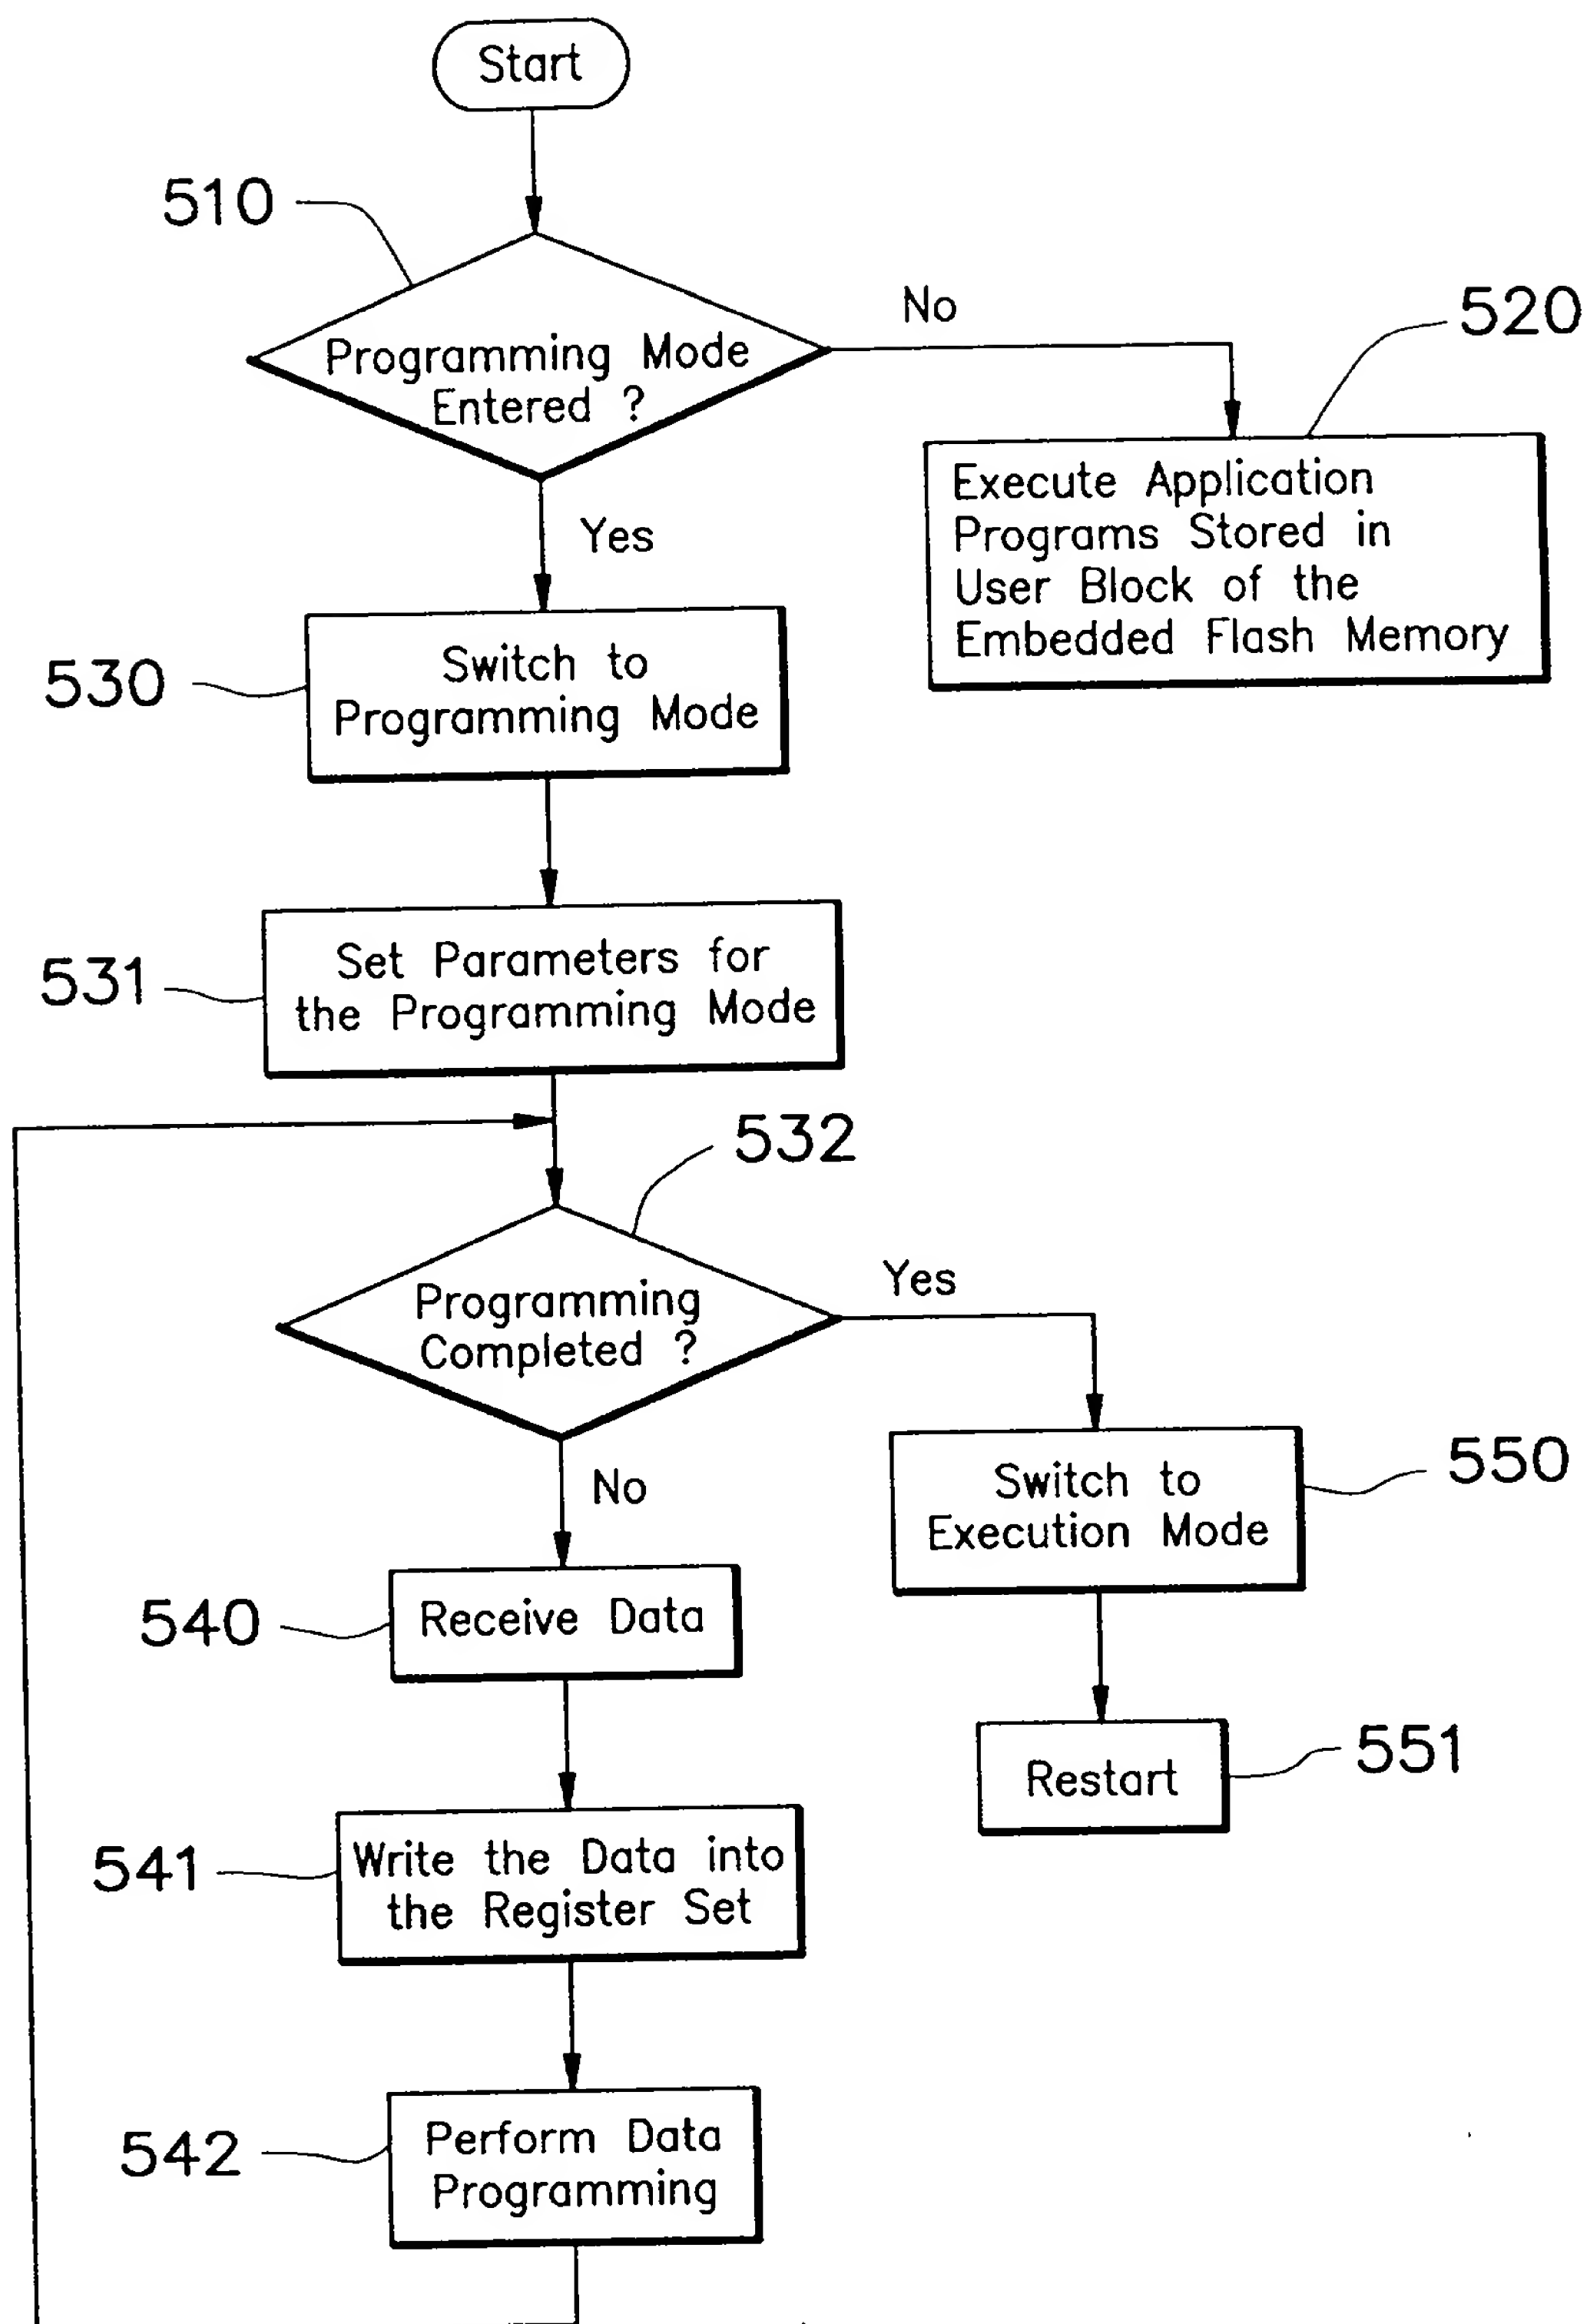 Start
510
Programming Mode
Entered ?
No
520
Execute Application
Programs Stored in
User Block of the
Embedded Flash Memory
Yes
530
Switch to
Programming Mode
531
Set Parameters for
the Programming Mode
532
Programming
Completed ?
Yes
550
Switch to
Execution Mode
No
540
Receive Data
551
Restart
541
Write the Data into
the Register Set
542
Perform Data
Programming